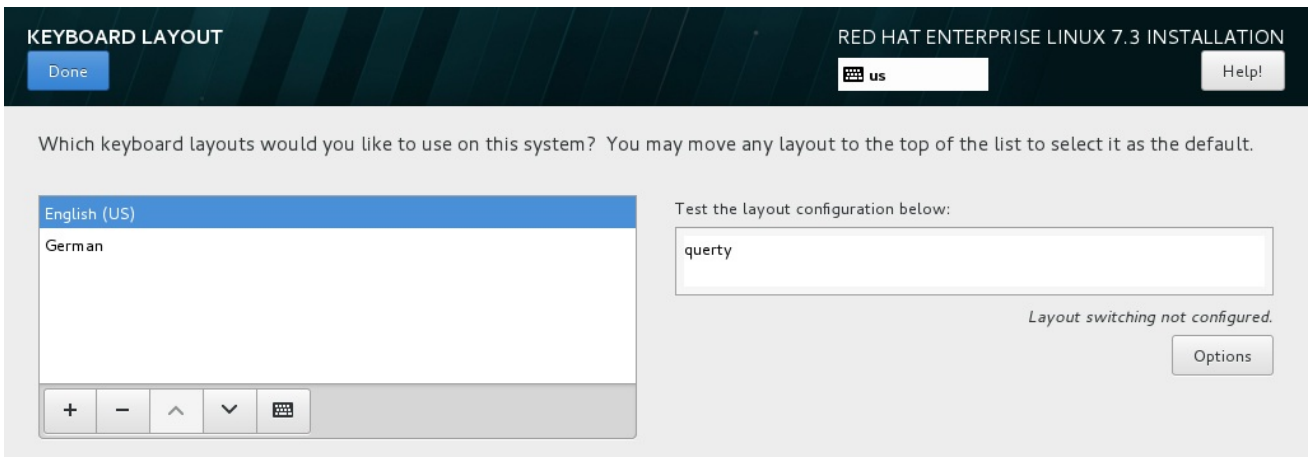 KEYBOARD LAYOUT
RED HAT ENTERPRISE LINUX 7.3 INSTALLATION
Done
us
Help!
Which keyboard layouts would you like to use on this system? You may move any layout to the top of the list to select it as the default.
English (US)
German
Test the layout configuration below:
querty
Layout switching not configured.
Options